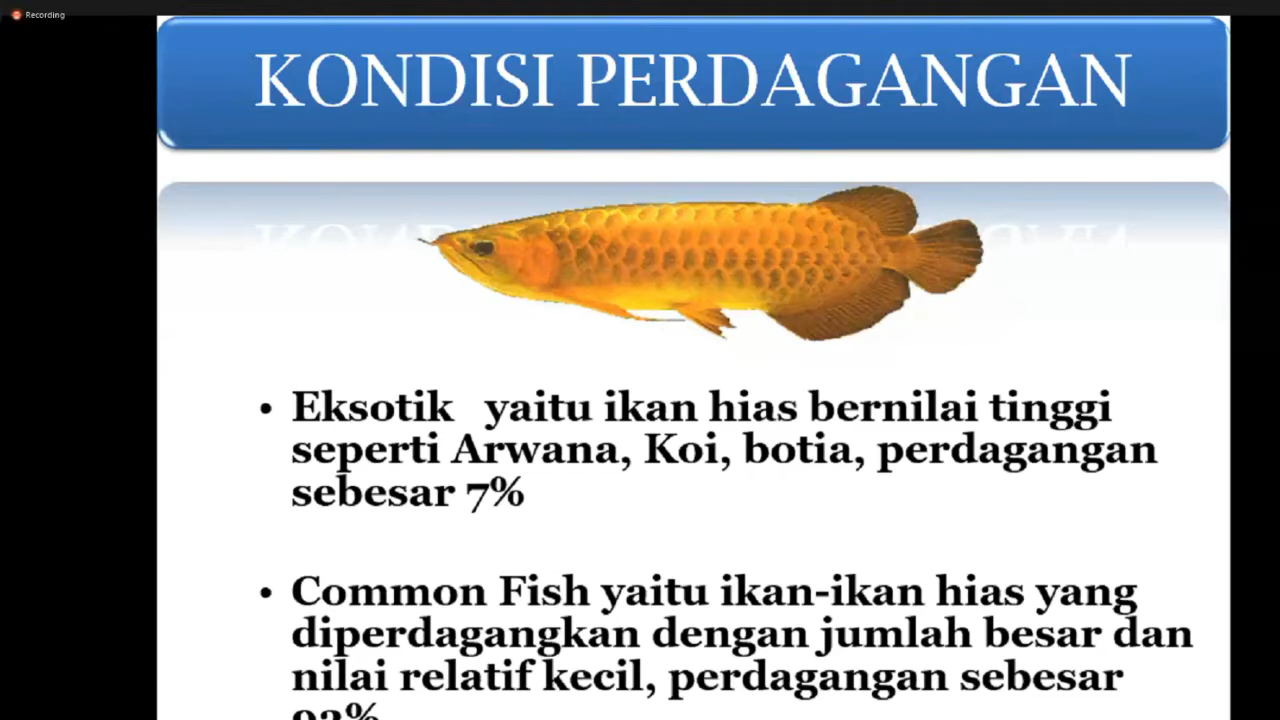 Recording
KONDISI PERDAGANGAN
• Eksotik yaitu ikan hias bernilai tinggi
seperti Arwana, Koi, botia, perdagangan
sebesar 7%
• Common Fish yaitu ikan-ikan hias yang
diperdagangkan dengan jumlah besar dan
nilai relatif kecil, perdagangan sebesar